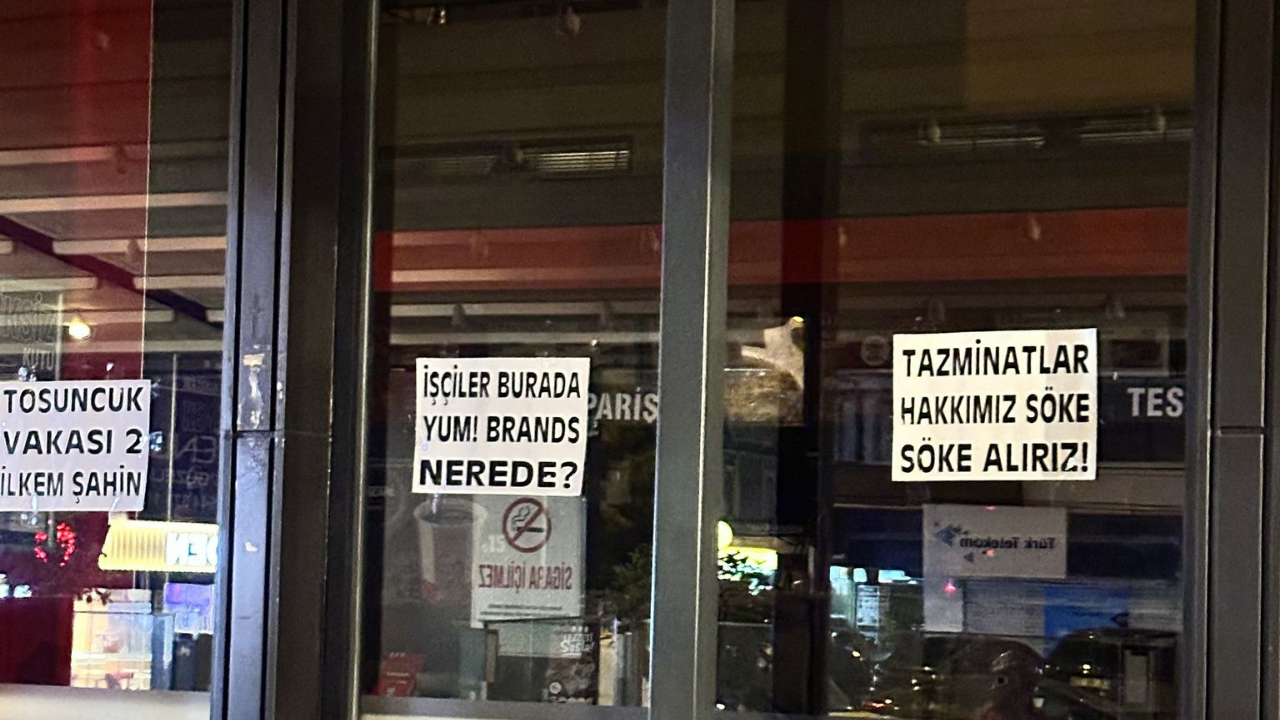 TOSUNCUK
VAKASI 2
İLKEM ŞAHİN
İŞÇİLER BURADA
YUM! BRANDS
NEREDE?
TAZMİNATLAR
HAKKIMIZ SÖKE
SÖKE ALIRIZ!
PARİŞ
TES
SİGARA İÇİLMEZ
Türk Telekom
KUTU